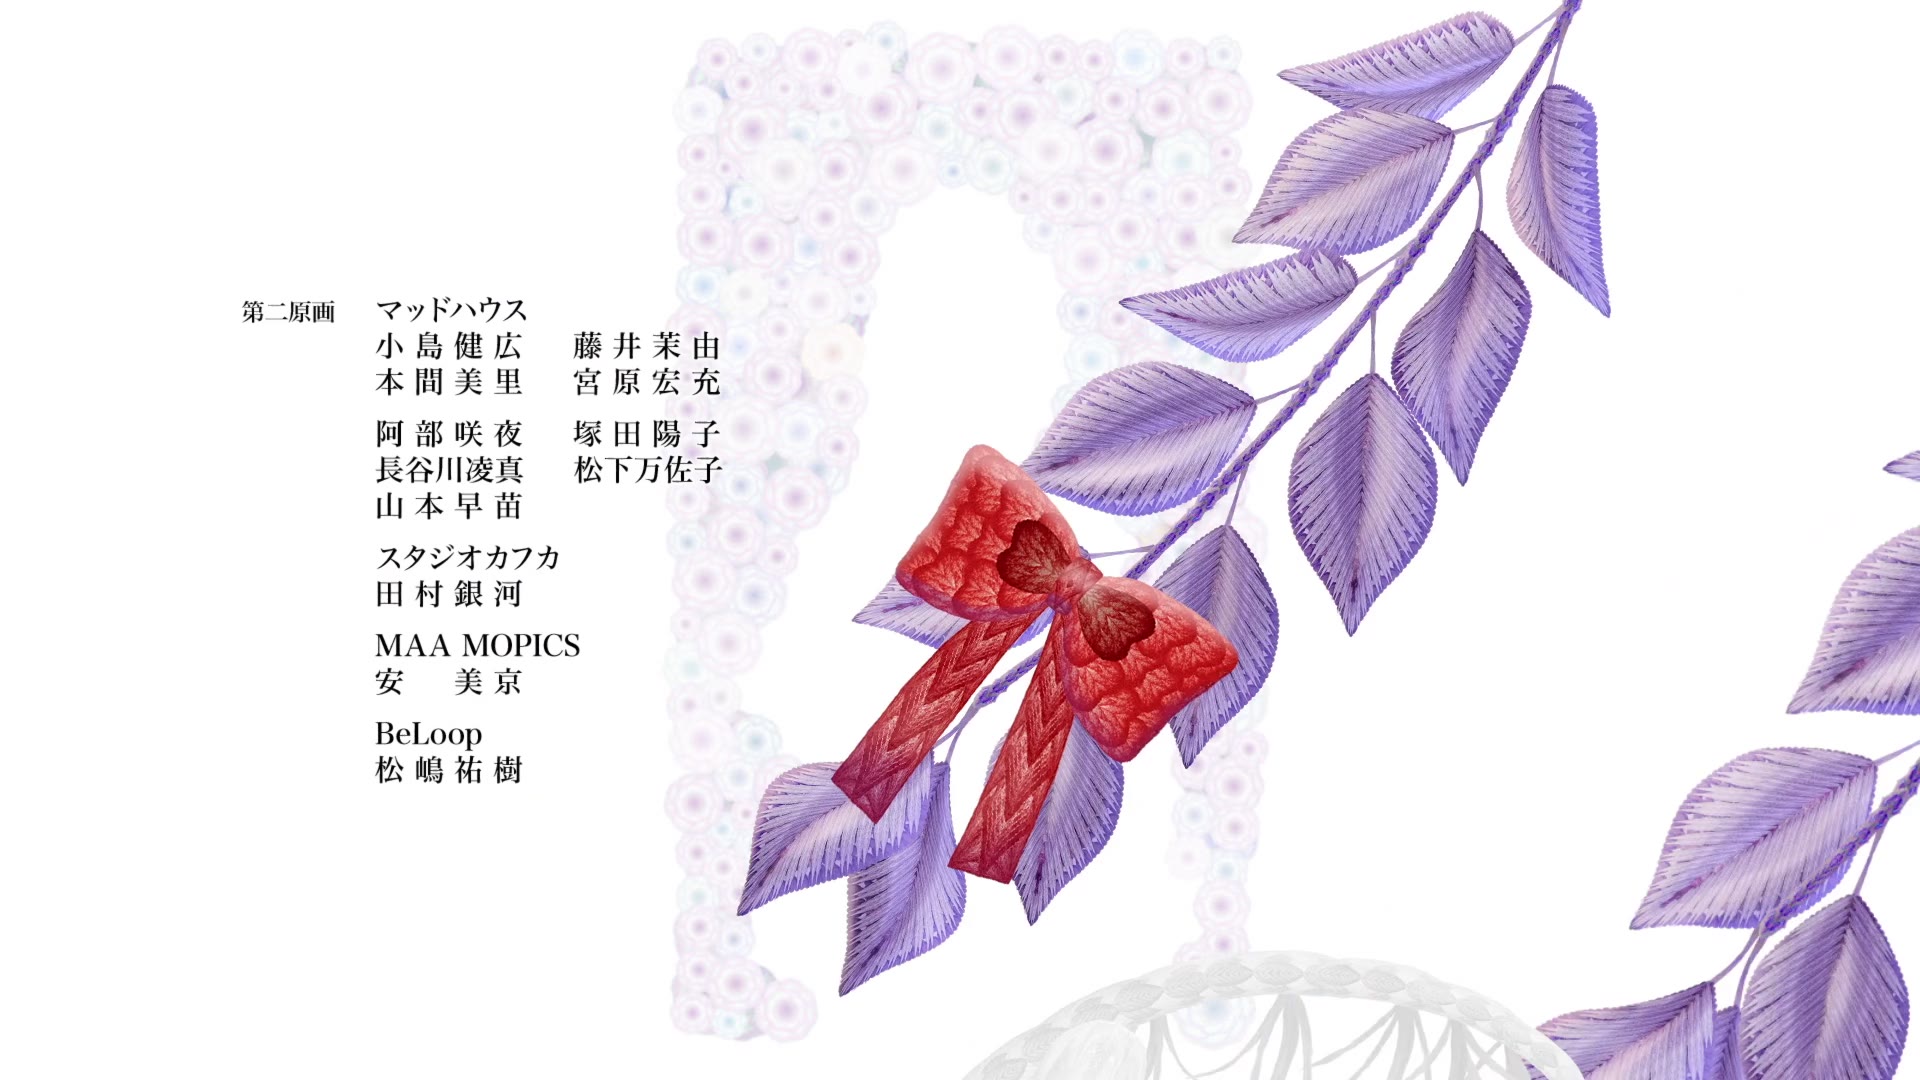 第二原画 マッドハウス
小島健広 藤井茉由
本間美里 宮原宏充
阿部咲夜 塚田陽子
長谷川凌真 松下万佐子
山本早苗
スタジオカフカ
田村銀河
MAA MOPICS
安 美京
BeLoop
松嶋祐樹